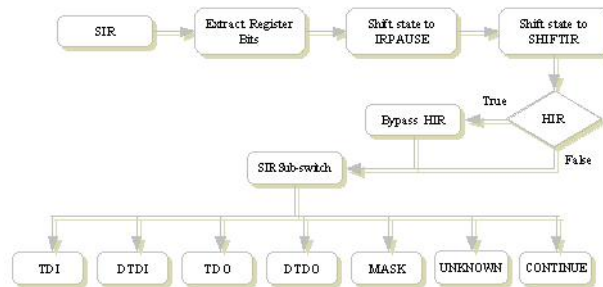 SIR
Extract Register
Bits
Shift state to
IRPAUSE
Shift state to
SHIFTIR
True
HIR
Bypass HIR
False
SIR Sub-switch
TDI
DTDI
TDO
DTDO
MASK
UNKNOWN
CONTINUE